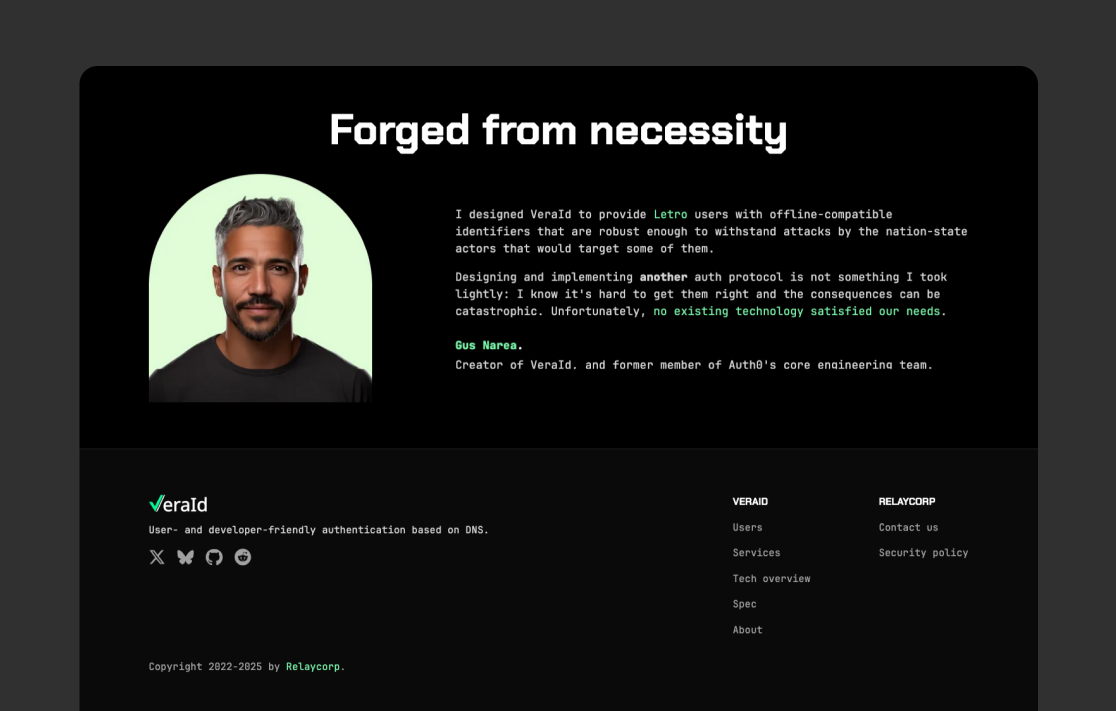 Forged from necessity
I designed VeraId to provide Letro users with offline-compatible
identifiers that are robust enough to withstand attacks by the nation-state
actors that would target some of them.
Designing and implementing another auth protocol is not something I took
lightly: I know it's hard to get them right and the consequences can be
catastrophic. Unfortunately, no existing technology satisfied our needs.
Gus Narea.
Creator of VeraId, and former member of Auth0's core engineering team.
VeraId
User- and developer-friendly authentication based on DNS.
VERAID
Users
Services
Tech overview
Spec
About
RELAYCORP
Contact us
Security policy
Copyright 2022-2025 by Relaycorp.